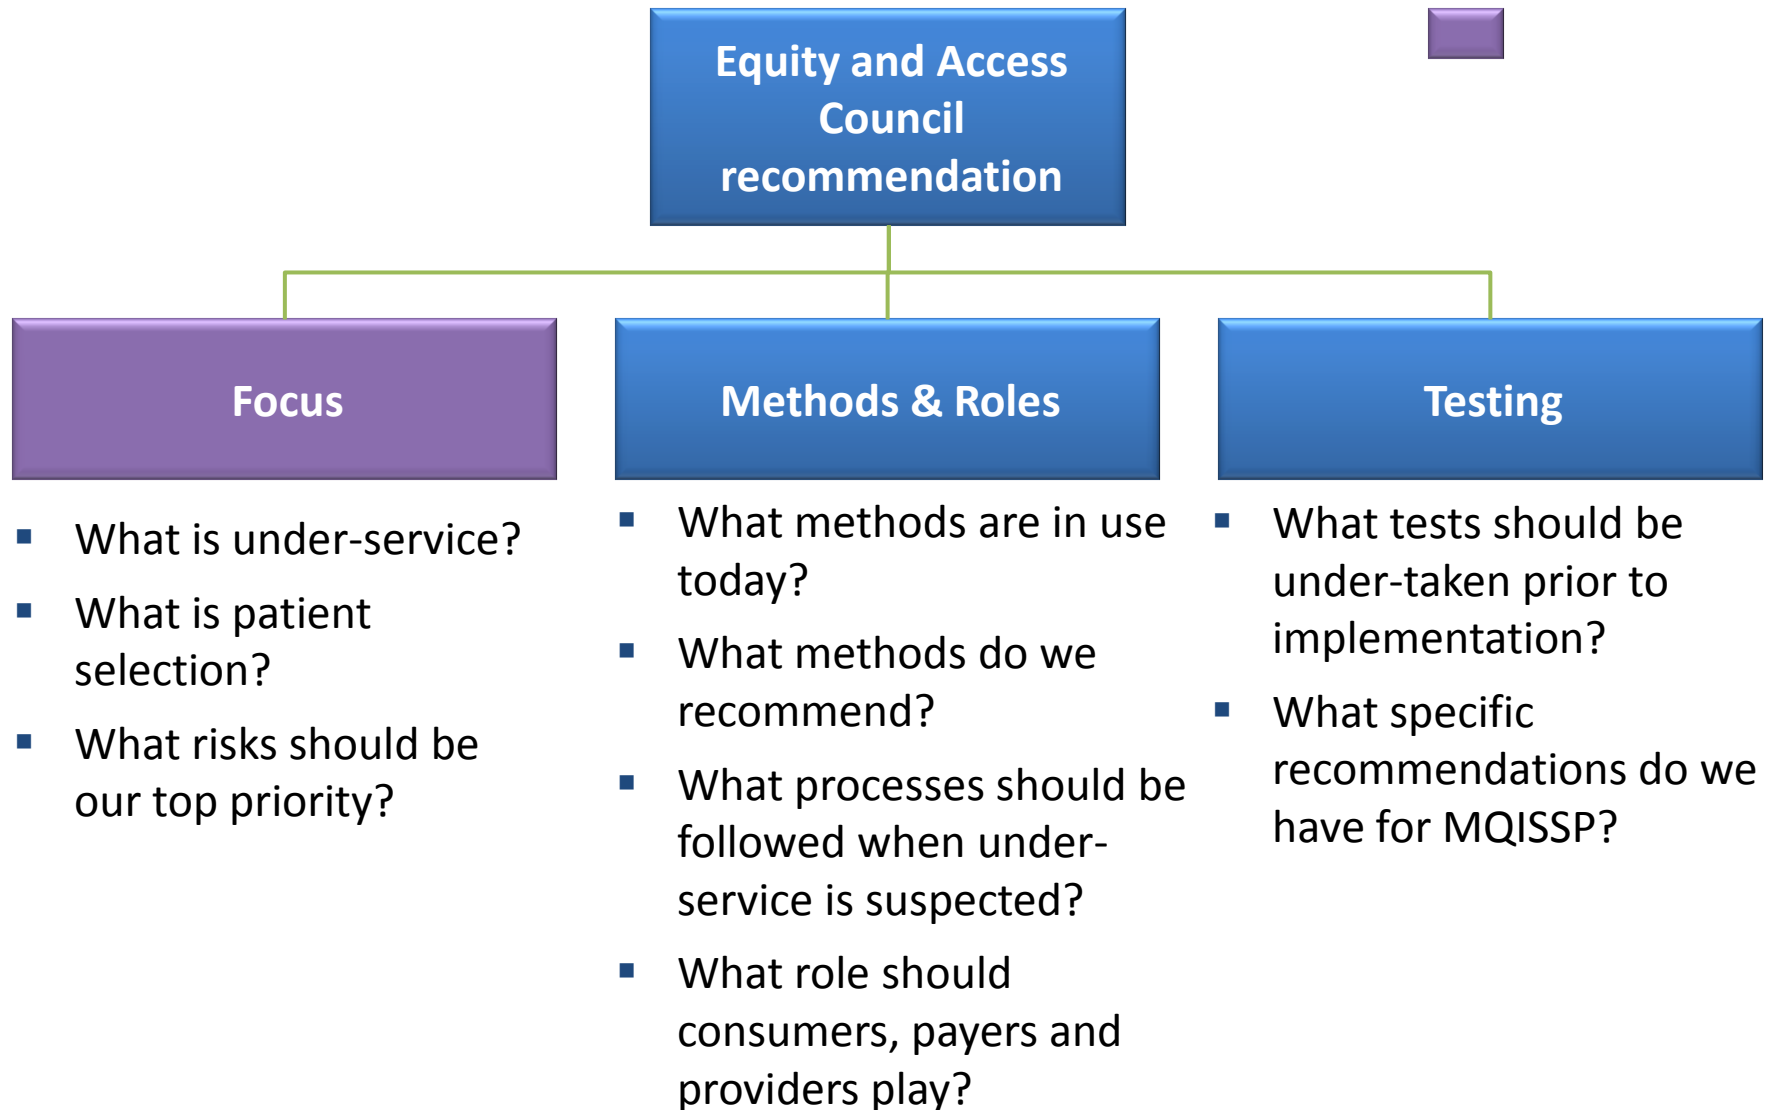 Equity and Access
Council
recommendation
Focus
Methods & Roles
Testing
▪ What is under-service?
▪ What is patient
selection?
▪ What risks should be
our top priority?
▪ What methods are in use
today?
▪ What methods do we
recommend?
▪ What processes should be
followed when under-
service is suspected?
▪ What role should
consumers, payers and
providers play?
▪ What tests should be
under-taken prior to
implementation?
▪ What specific
recommendations do we
have for MQISSP?